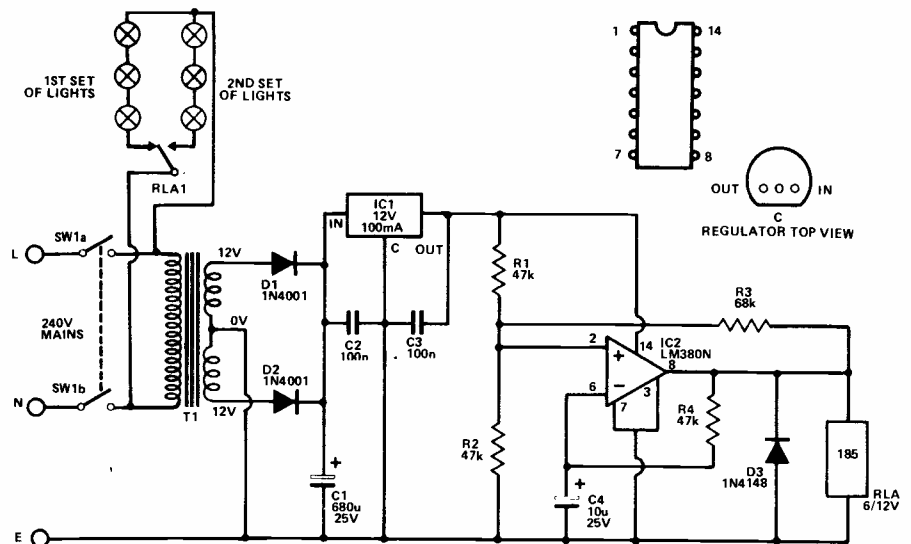 1
14
7
8
1ST SET
OF LIGHTS
2ND SET
OF LIGHTS
RLA1
OUT
IN
C
REGULATOR TOP VIEW
L
SW1a
240V
MAINS
SW1b
N
T1
12V
0V
12V
D1
1N4001
D2
1N4001
IN
IC1
12V
100mA
C
OUT
C2
100n
C3
100n
+
C1
680u
25V
R1
47k
R2
47k
R3
68k
2
+
6
−
7
3
14
8
IC2
LM380N
R4
47k
+
C4
10u
25V
D3
1N4148
185
RLA
6/12V
E